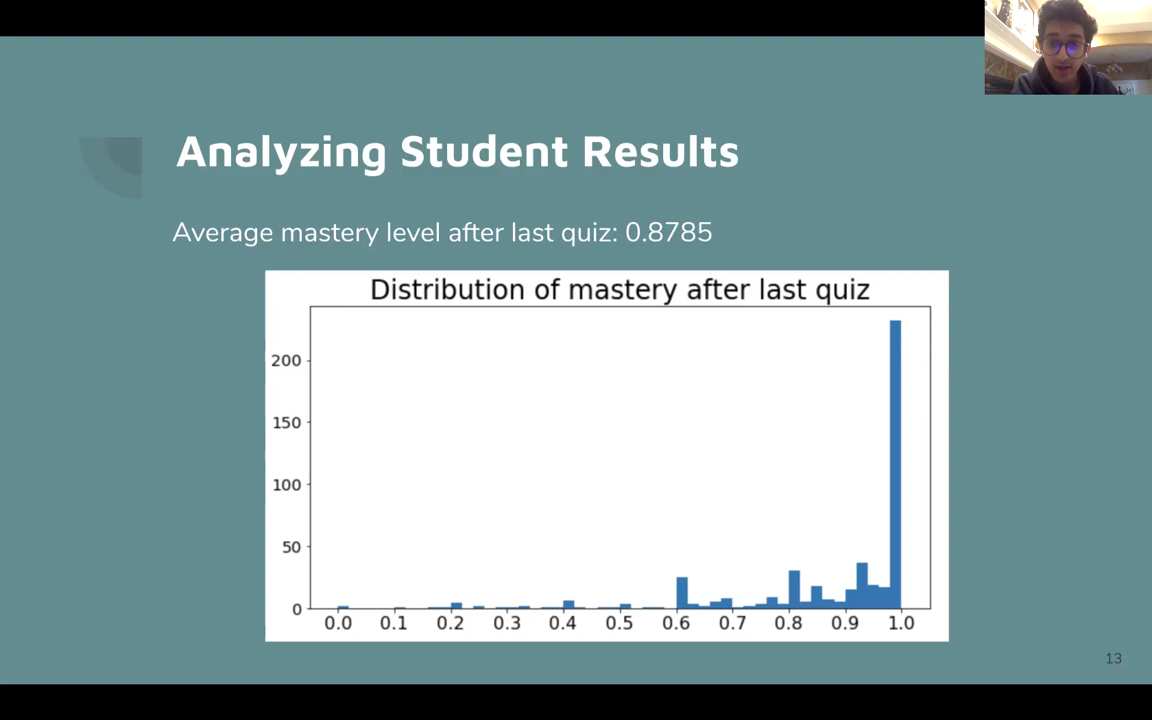 Analyzing Student Results
Average mastery level after last quiz: 0.8785
Distribution of mastery after last quiz
200
150
100
50
0
0.0 0.1 0.2 0.3 0.4 0.5 0.6 0.7 0.8 0.9 1.0
13